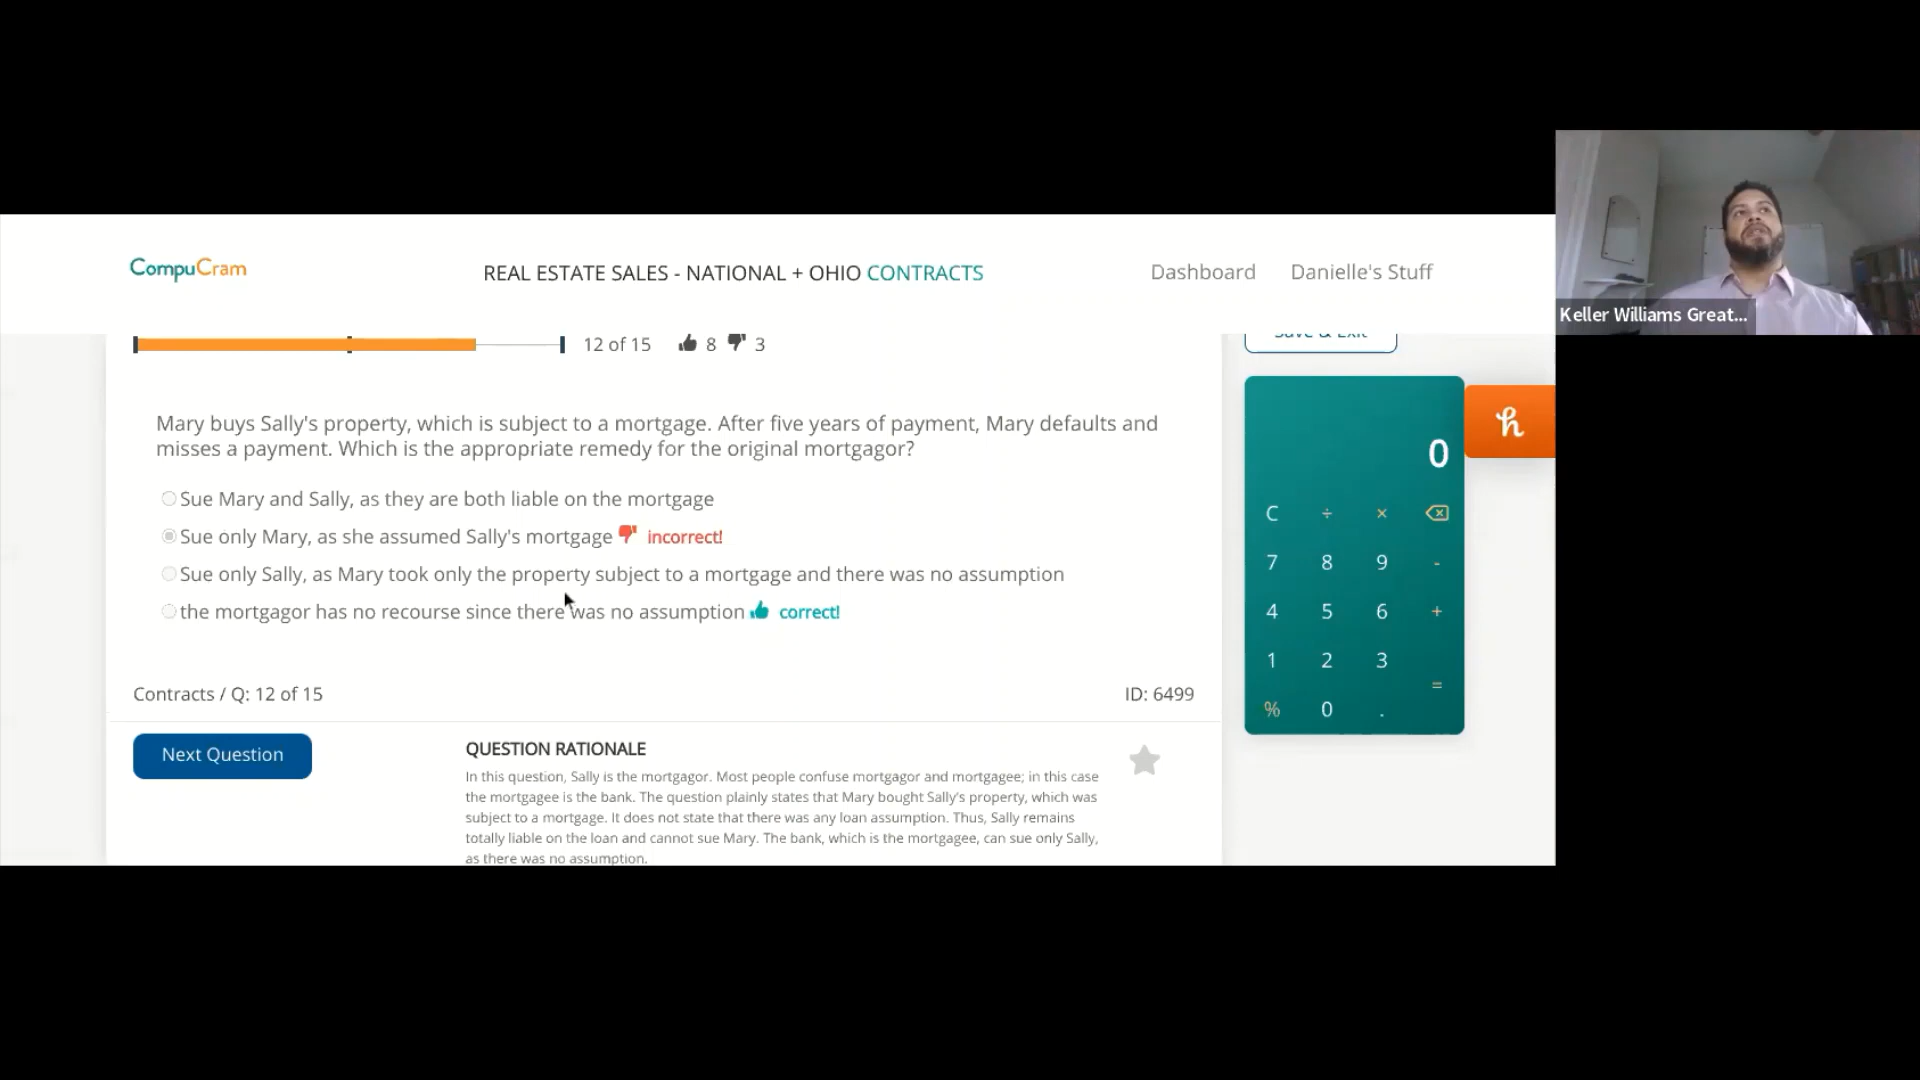 CompuCram
REAL ESTATE SALES - NATIONAL + OHIO CONTRACTS
Dashboard
Danielle's Stuff
Keller Williams Great...
12 of 15
8
3
Save & Exit
Mary buys Sally's property, which is subject to a mortgage. After five years of payment, Mary defaults and
misses a payment. Which is the appropriate remedy for the original mortgagor?
Sue Mary and Sally, as they are both liable on the mortgage
Sue only Mary, as she assumed Sally's mortgage incorrect!
Sue only Sally, as Mary took only the property subject to a mortgage and there was no assumption
the mortgagor has no recourse since there was no assumption correct!
Contracts / Q: 12 of 15
ID: 6499
Next Question
QUESTION RATIONALE
In this question, Sally is the mortgagor. Most people confuse mortgagor and mortgagee; in this case
the mortgagee is the bank. The question plainly states that Mary bought Sally's property, which was
subject to a mortgage. It does not state that there was any loan assumption. Thus, Sally remains
totally liable on the loan and cannot sue Mary. The bank, which is the mortgagee, can sue only Sally,
as there was no assumption.
0
C ÷ ×
7 8 9 -
4 5 6 +
1 2 3
=
% 0 .
h